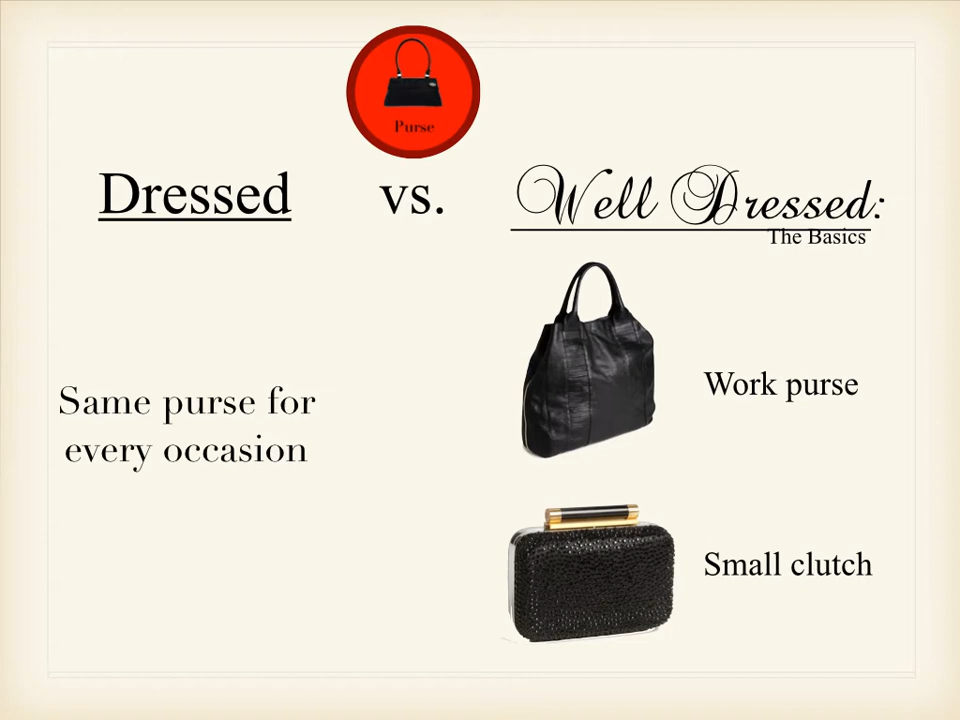 Purse
Dressed vs. Well Dressed:
The Basics
Same purse for
every occasion
Work purse
Small clutch